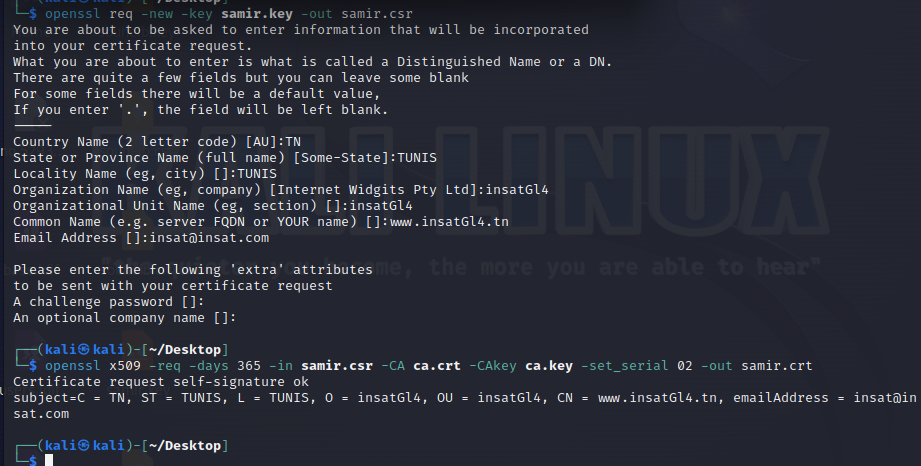 └─$ openssl req -new -key samir.key -out samir.csr
You are about to be asked to enter information that will be incorporated
into your certificate request.
What you are about to enter is what is called a Distinguished Name or a DN.
There are quite a few fields but you can leave some blank
For some fields there will be a default value,
If you enter '.', the field will be left blank.
-----
Country Name (2 letter code) [AU]:TN
State or Province Name (full name) [Some-State]:TUNIS
Locality Name (eg, city) []:TUNIS
Organization Name (eg, company) [Internet Widgits Pty Ltd]:insatGl4
Organizational Unit Name (eg, section) []:insatGl4
Common Name (e.g. server FQDN or YOUR name) []:www.insatGl4.tn
Email Address []:insat@insat.com
Please enter the following 'extra' attributes
to be sent with your certificate request
A challenge password []:
An optional company name []:
┌──(kali㉿kali)-[~/Desktop]
└─$ openssl x509 -req -days 365 -in samir.csr -CA ca.crt -CAkey ca.key -set_serial 02 -out samir.crt
Certificate request self-signature ok
subject=C = TN, ST = TUNIS, L = TUNIS, O = insatGl4, OU = insatGl4, CN = www.insatGl4.tn, emailAddress = insat@in
sat.com
┌──(kali㉿kali)-[~/Desktop]
└─$
KALI LINUX